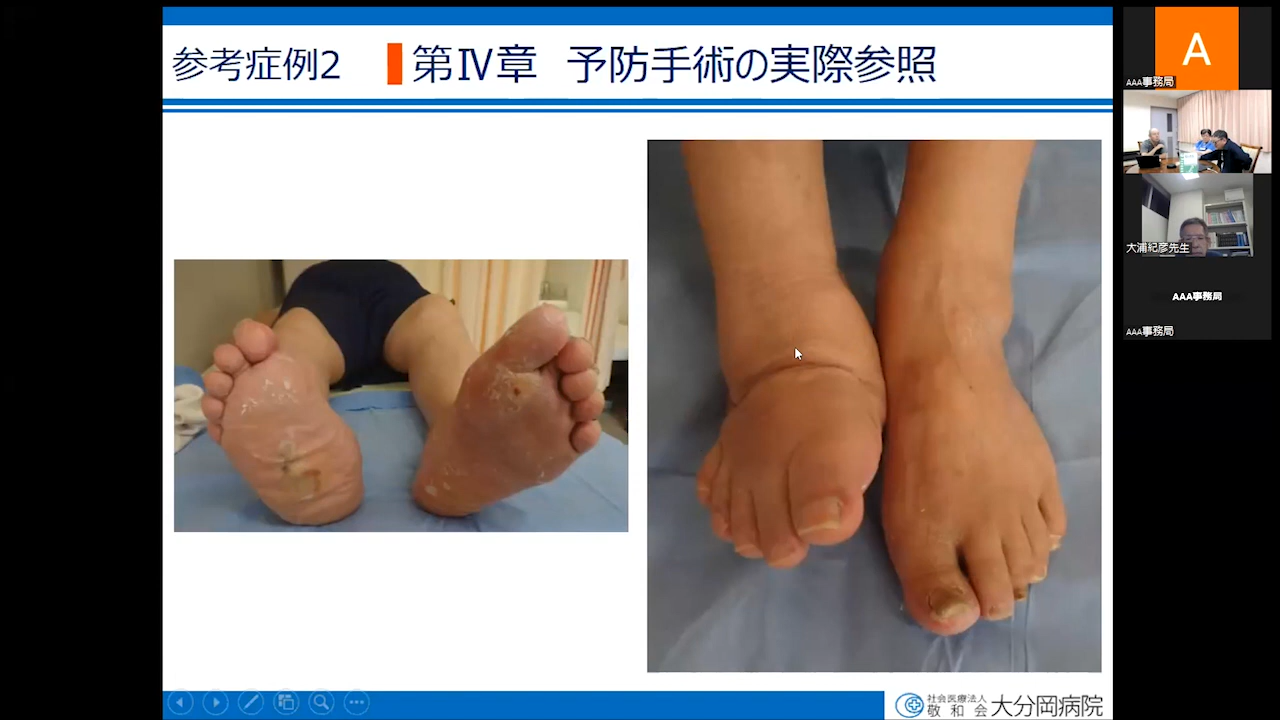 参考症例2
第Ⅳ章 予防手術の実際参照
社会医療法人
敬和会
大分岡病院
A
AAA事務局
大浦紀彦先生
AAA事務局
AAA事務局